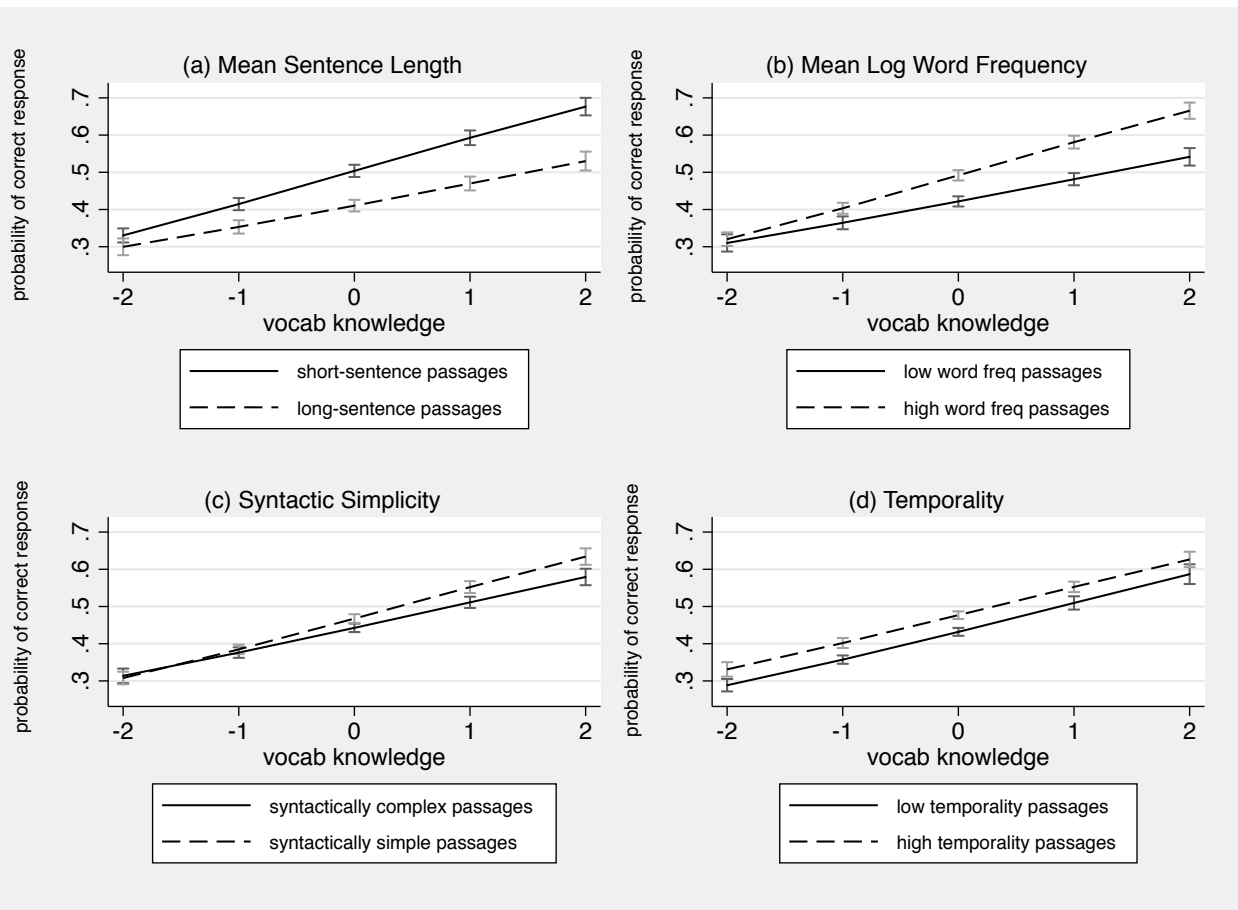 (a) Mean Sentence Length
probability of correct response
.7
.6
.5
.4
.3
-2 -1 0 1 2
vocab knowledge
short-sentence passages
long-sentence passages
(b) Mean Log Word Frequency
probability of correct response
.7
.6
.5
.4
.3
-2 -1 0 1 2
vocab knowledge
low word freq passages
high word freq passages
(c) Syntactic Simplicity
probability of correct response
.7
.6
.5
.4
.3
-2 -1 0 1 2
vocab knowledge
syntactically complex passages
syntactically simple passages
(d) Temporality
probability of correct response
.7
.6
.5
.4
.3
-2 -1 0 1 2
vocab knowledge
low temporality passages
high temporality passages